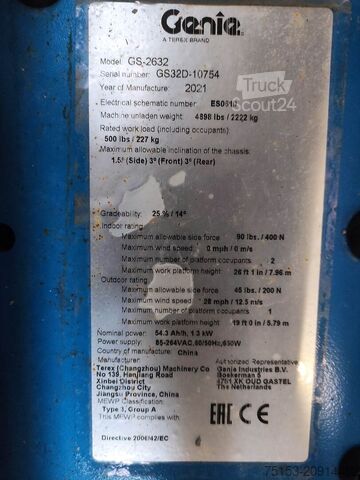 Genie
A TEREX BRAND
Model: GS-2632
Serial number: GS32D-10754
Truck
Scout24
Year of Manufacture: 2021
Electrical schematic number
Machine unladen weight 4898 lbs / 2222 kg
Rated work load (including occupants)
500 lbs / 227 kg
Maximum allowable inclination of the chassis:
1.5° (Side) 3° (Front) 3° (Rear)
Gradeability: 25 % / 14°
Indoor rating
Maximum allowable side force 90 lbs. / 400 N
Maximum wind speed 0 mph / 0 m/s
Maximum number of platform occupants 2
Maximum work platform height 26 ft 1 in / 7.96 m
Outdoor rating
Maximum allowable side force 45 lbs. / 200 N
Maximum wind speed 28 mph / 12.5 m/s
Maximum number of platform occupants 1
Maximum work platform height 19 ft 0 in / 5.79 m
Nominal power: 54.3 Ah/h, 1.3 kW
Power supply: 85-264VAC, 60/50Hz, 650W
Country of manufacture: China
Manufacturer: Authorized Representative:
Terex (Changzhou) Machinery Co Genie Industries B.V.
No 139, Hanjiang Road Boskerman 5
Xinbei District 4751 XK OUD GASTEL
Changzhou City The Netherlands
Jiangsu Province, China
MEWP Classification:
Type 3, Group A
This MEWP complies with:
EAC CE
Directive 2006/42/EC